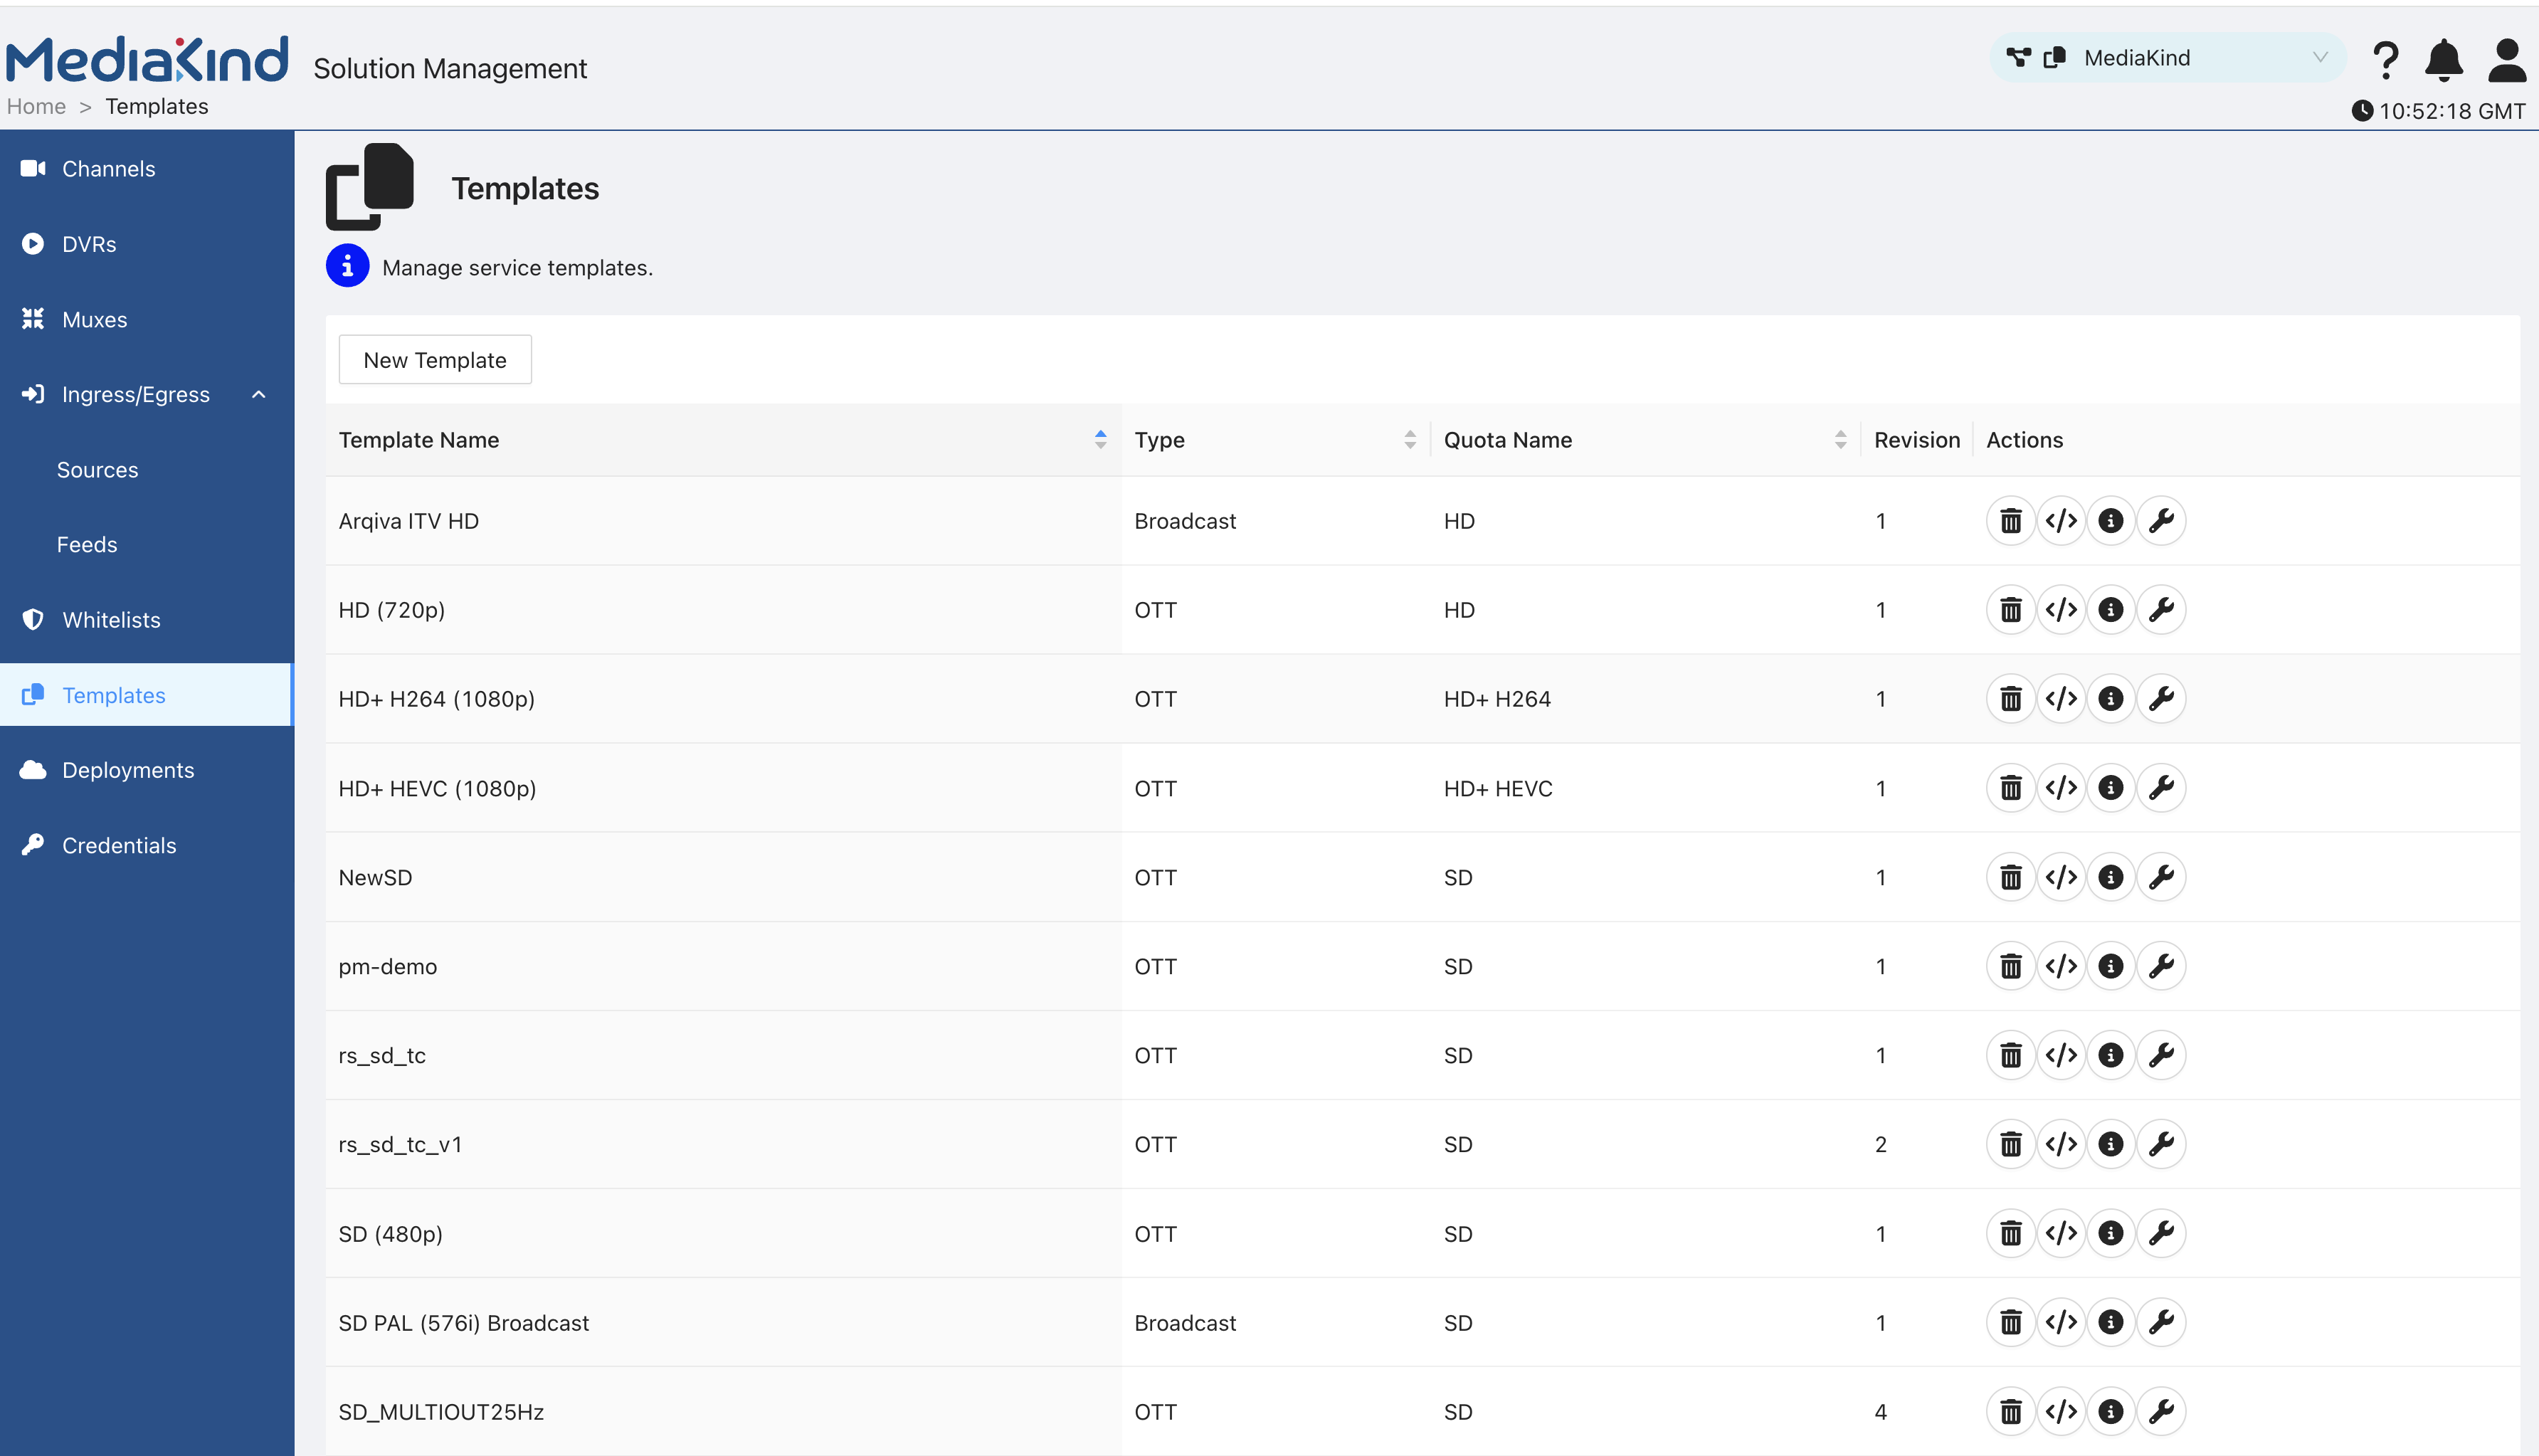 MediaKind Solution Management
MediaKind
Home > Templates
10:52:18 GMT
Channels
DVRs
Muxes
Ingress/Egress
Sources
Feeds
Whitelists
Templates
Deployments
Credentials
Templates
Manage service templates.
New Template
Template Name Type Quota Name Revision Actions
Arqiva ITV HD Broadcast HD 1
HD (720p) OTT HD 1
HD+ H264 (1080p) OTT HD+ H264 1
HD+ HEVC (1080p) OTT HD+ HEVC 1
NewSD OTT SD 1
pm-demo OTT SD 1
rs_sd_tc OTT SD 1
rs_sd_tc_v1 OTT SD 2
SD (480p) OTT SD 1
SD PAL (576i) Broadcast Broadcast SD 1
SD_MULTIOUT25Hz OTT SD 4